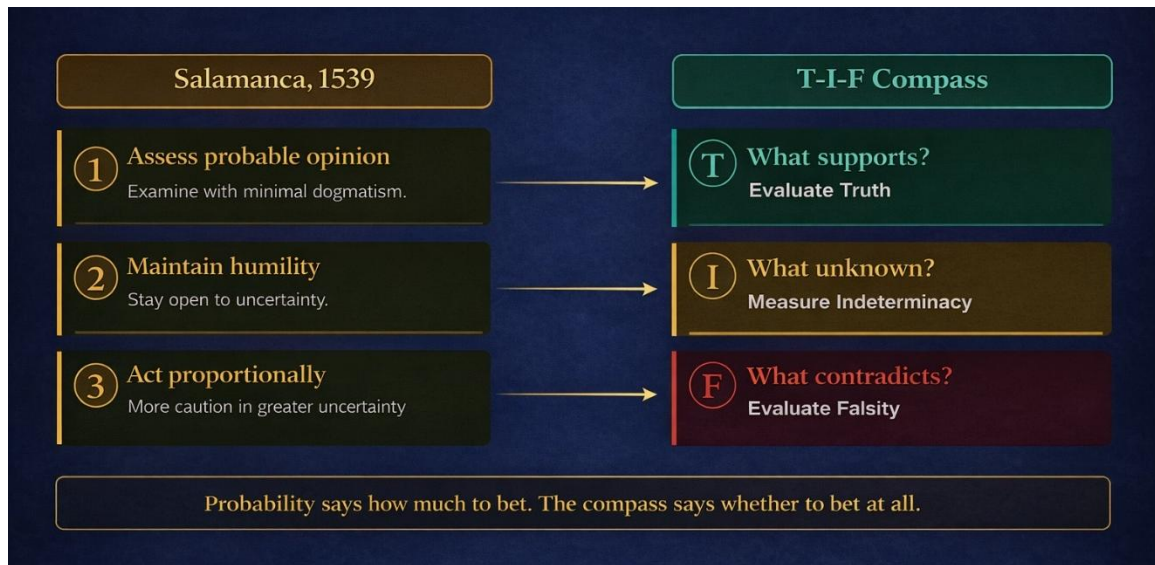 Salamanca, 1539
T-I-F Compass
1
Assess probable opinion
Examine with minimal dogmatism.
T
What supports?
Evaluate Truth
2
Maintain humility
Stay open to uncertainty.
I
What unknown?
Measure Indeterminacy
3
Act proportionally
More caution in greater uncertainty
F
What contradicts?
Evaluate Falsity
Probability says how much to bet. The compass says whether to bet at all.